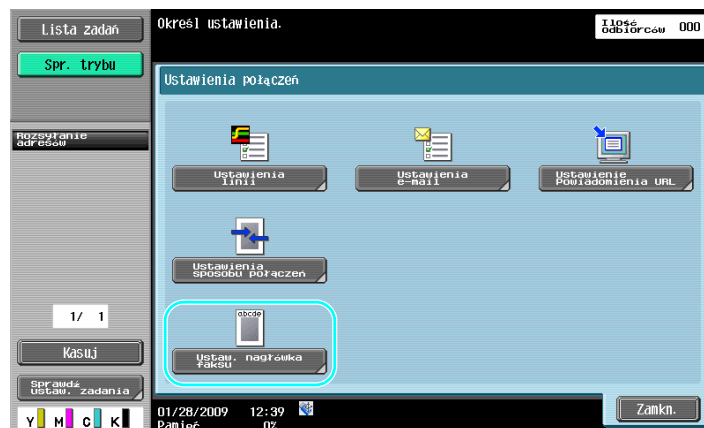 Lista zadań
Określ ustawienia.
Ilość
odbiorców 000
Spr. trybu
Ustawienia połączeń
Rozsyłanie
adresów
Ustawienia
linii
Ustawienia
e-mail
Ustawienie
Powiadomienia URL
Ustawienia
sposobu połączeń
abcde
Ustaw. nagłówka
faksu
1/ 1
Kasuj
Sprawdź
ustaw. zadania
Y M C K
01/28/2009 12:39
Pamięć 0%
Zamkn.